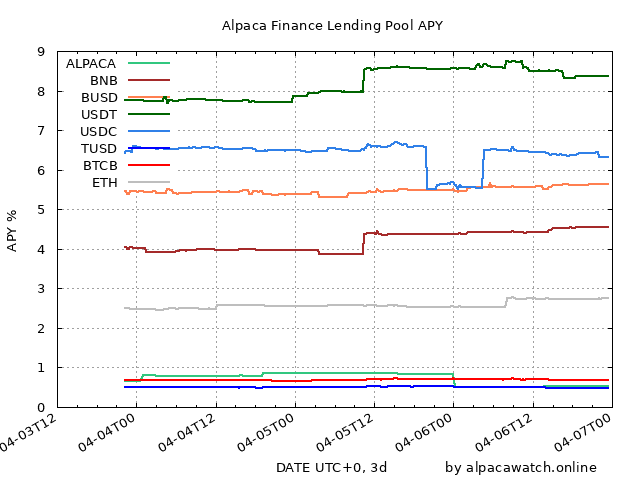 Alpaca Finance Lending Pool APY
9
8
7
6
5
4
3
2
1
0
APY %
ALPACA
BNB
BUSD
USDT
USDC
TUSD
BTCB
ETH
04-03T12
04-04T00
04-04T12
04-05T00
04-05T12
04-06T00
04-06T12
04-07T00
DATE UTC+0, 3d
by alpacawatch.online